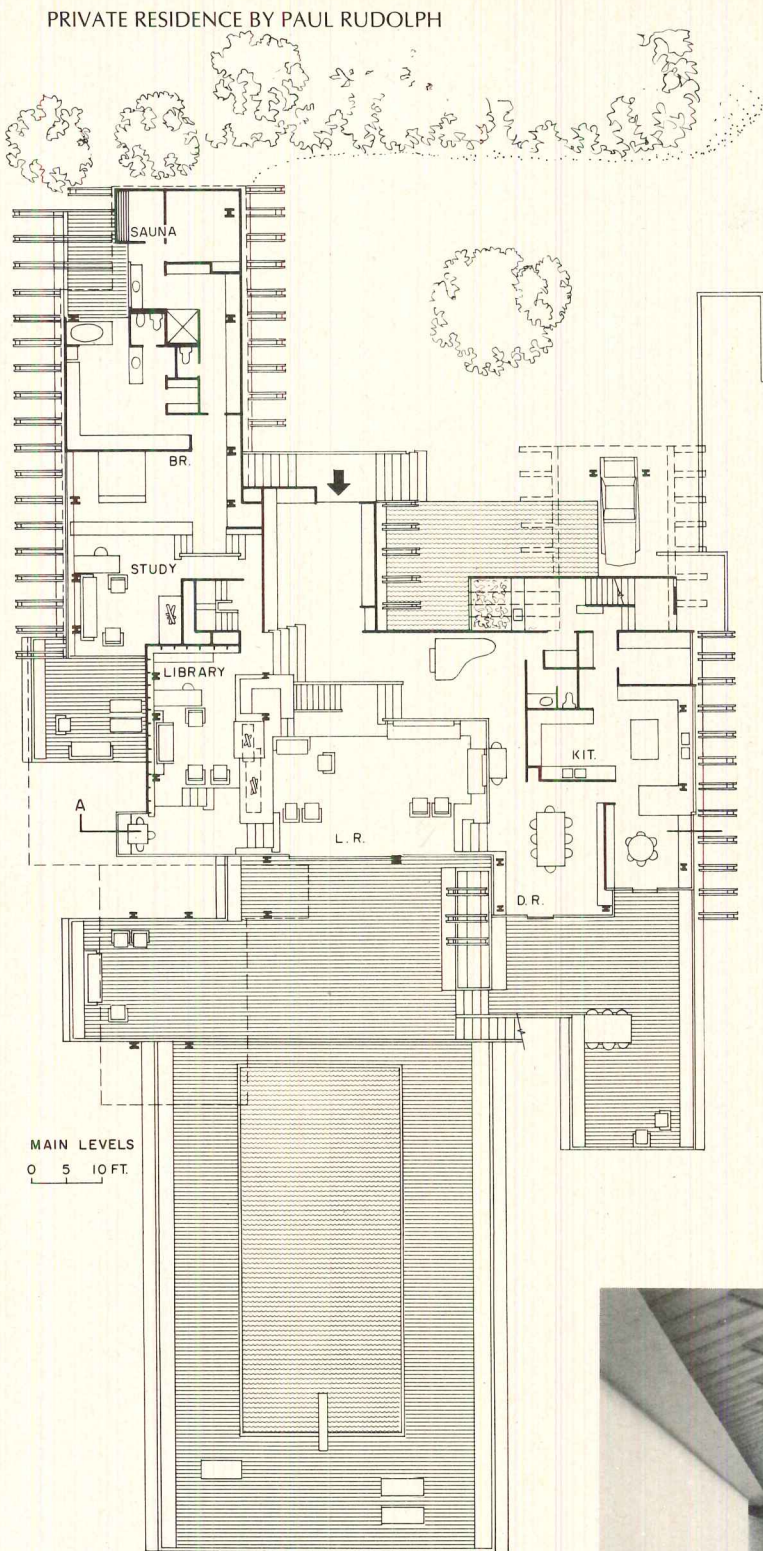 PRIVATE RESIDENCE BY PAUL RUDOLPH
SAUNA
BR.
STUDY
LIBRARY
KIT.
A
L.R.
D.R.
MAIN LEVELS
0 5 10 FT.